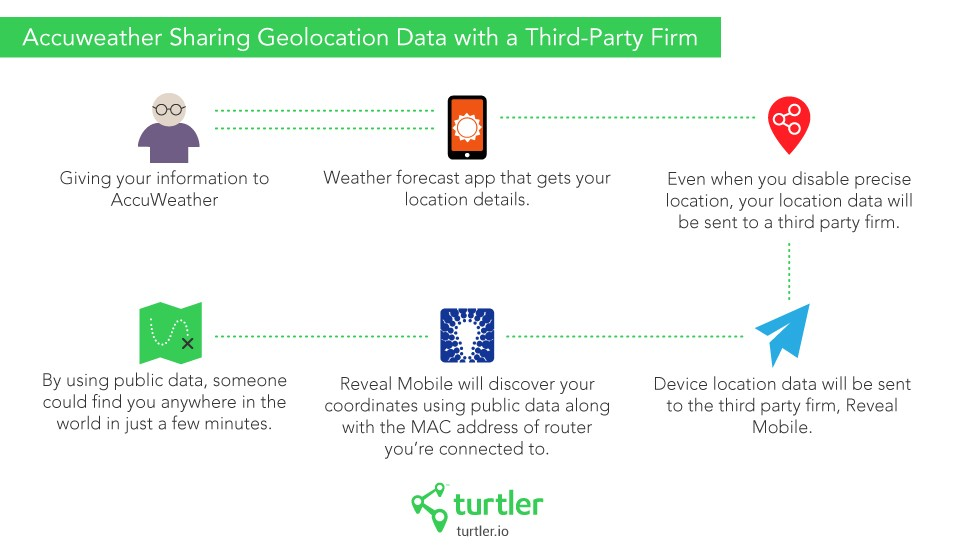 Accuweather Sharing Geolocation Data with a Third-Party Firm
Giving your information to
AccuWeather
Weather forecast app that gets your
location details.
Even when you disable precise
location, your location data will
be sent to a third party firm.
Device location data will be sent
to the third party firm, Reveal
Mobile.
Reveal Mobile will discover your
coordinates using public data along
with the MAC address of router
you're connected to.
By using public data, someone
could find you anywhere in the
world in just a few minutes.
turtler
turtler.io